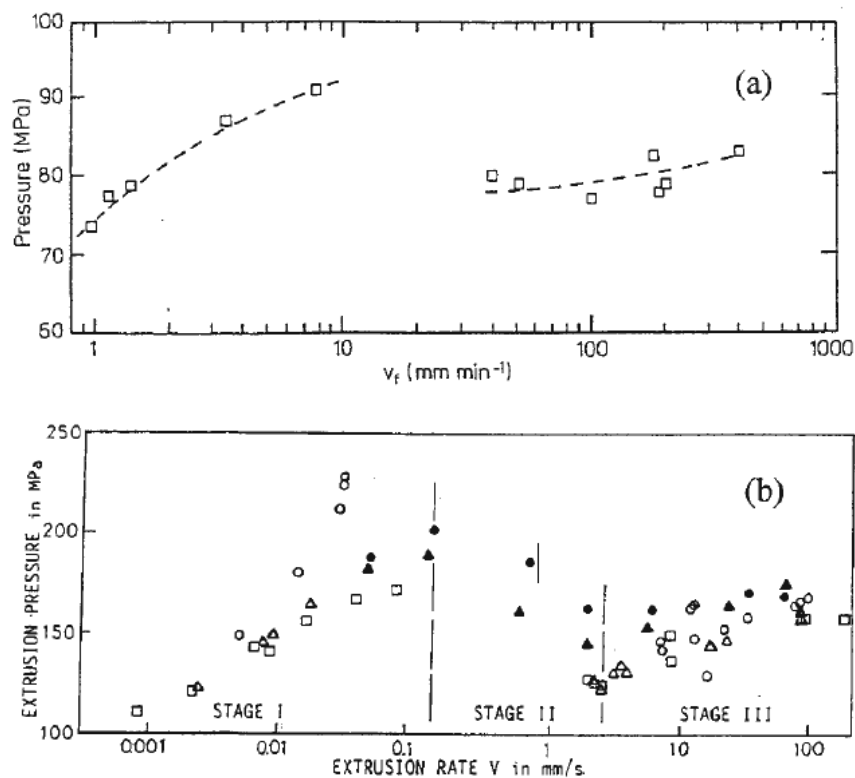 100
90
80
70
60
Pressure (MPa)
(a)
1 10 100 1000
v_f (mm min⁻¹)
250
200
150
100
EXTRUSION PRESSURE in MPa
(b)
STAGE I STAGE II STAGE III
0.001 0.01 0.1 1 10 100
EXTRUSION RATE V in mm/s.